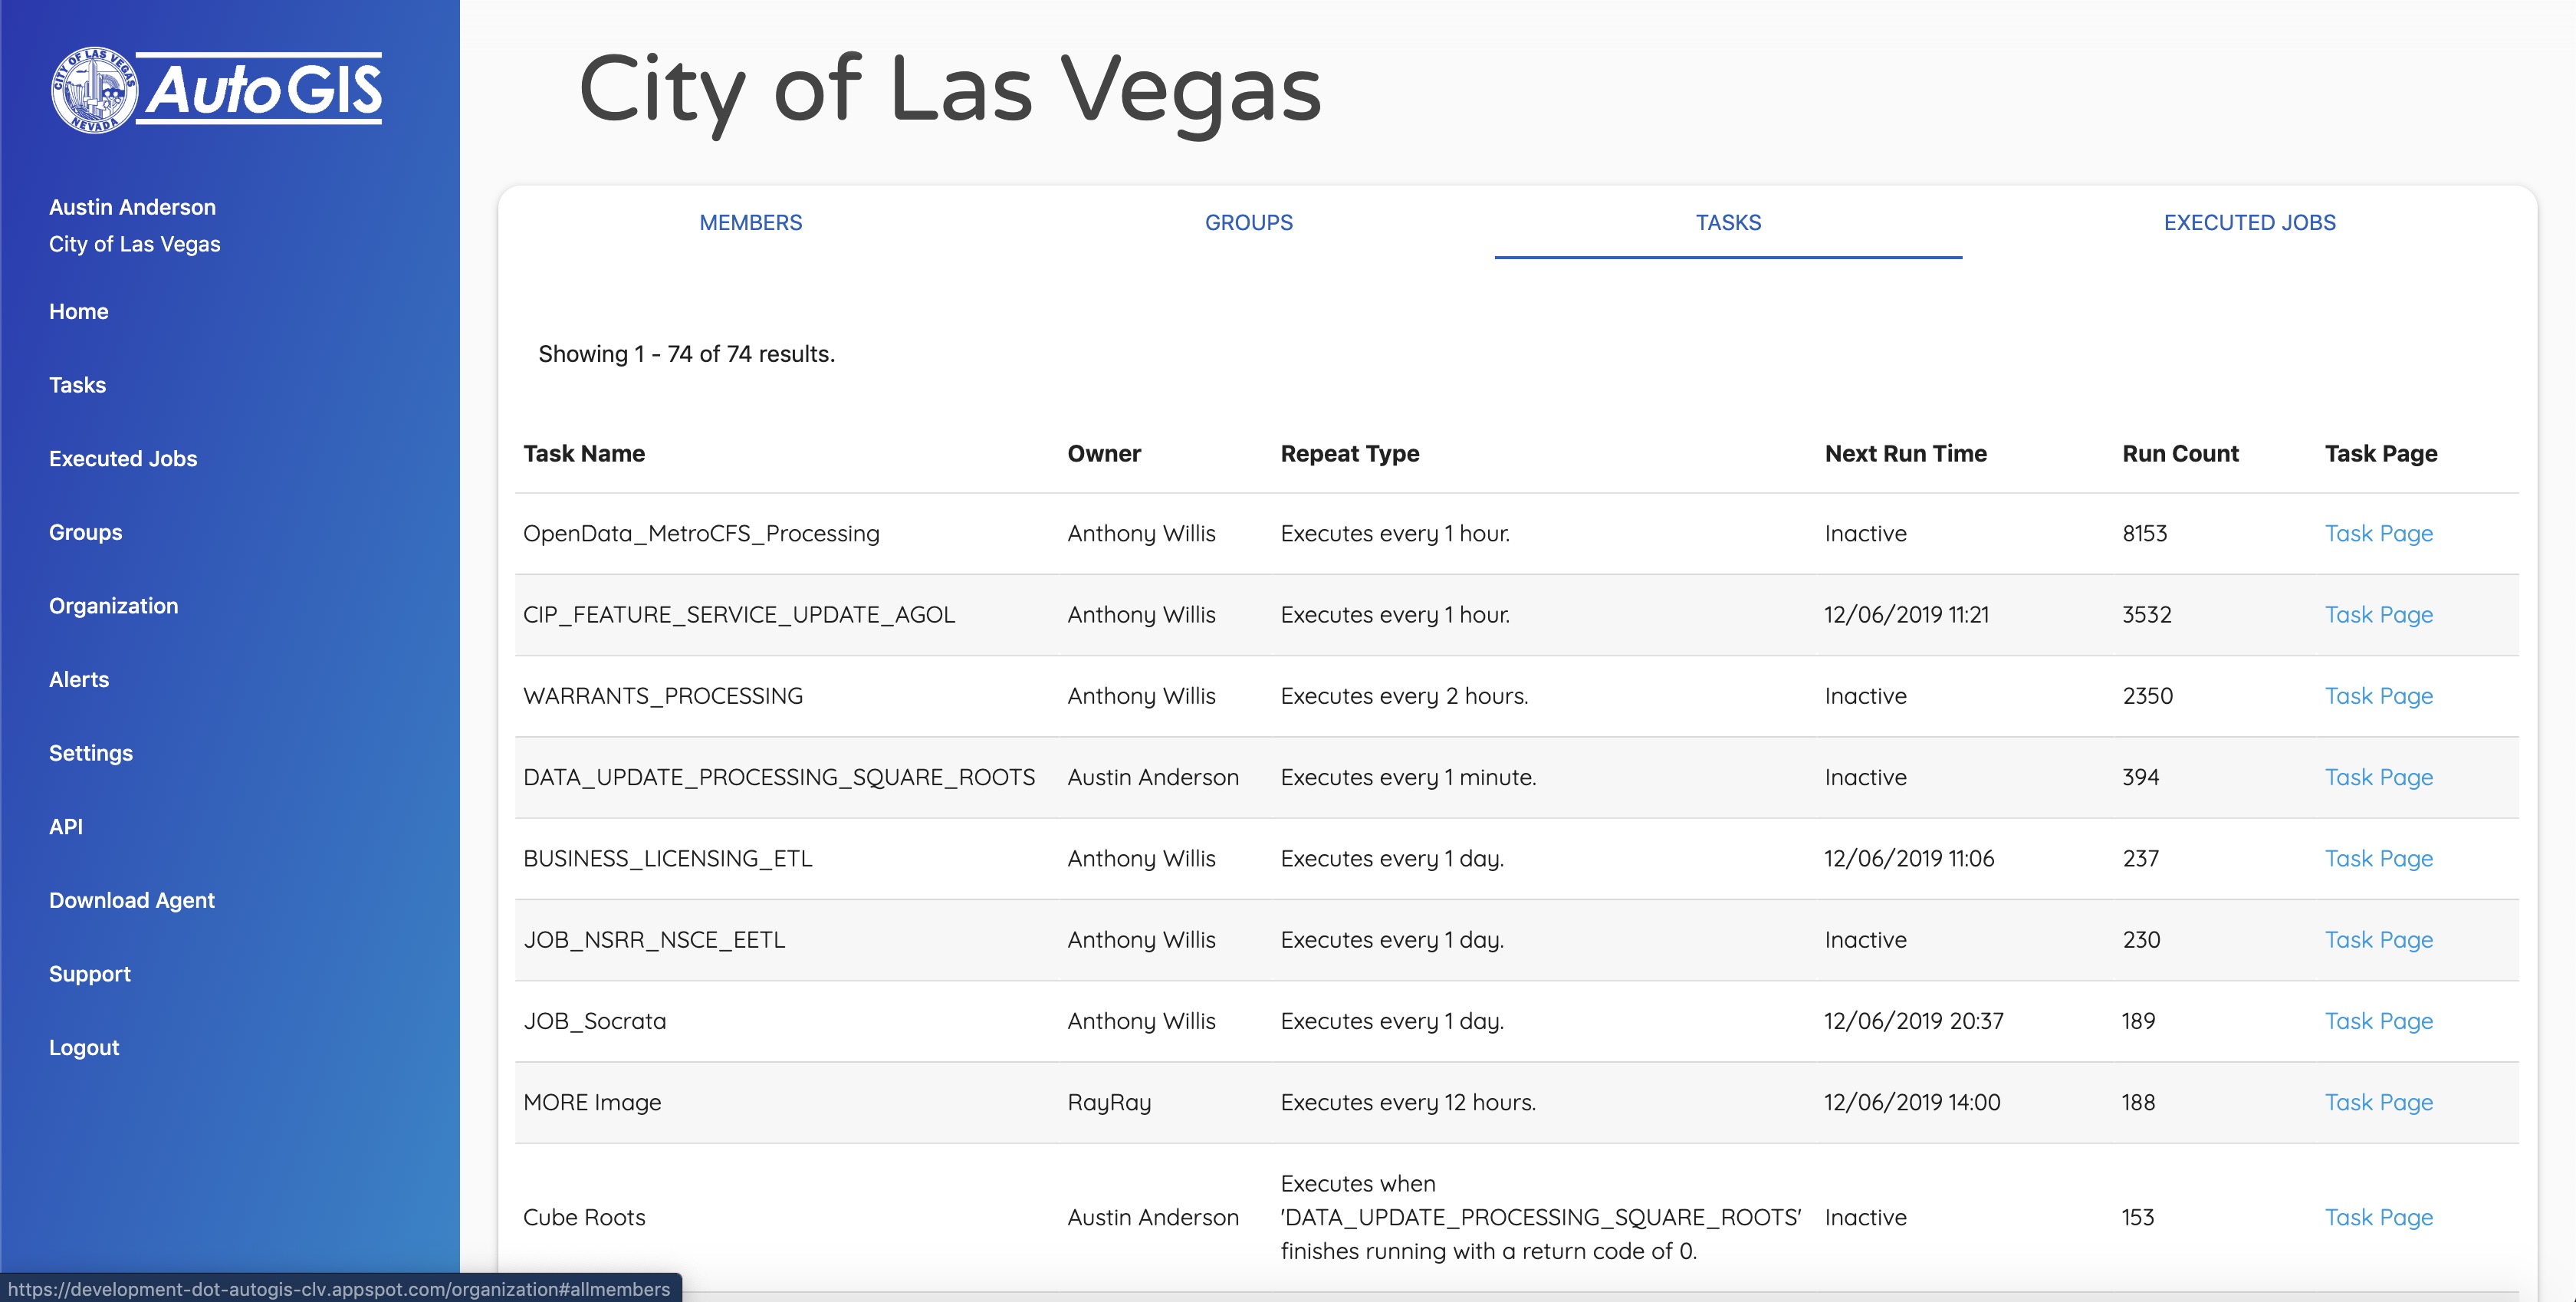 CITY OF LAS VEGAS
NEVADA
AutoGIS
Austin Anderson
City of Las Vegas
Home
Tasks
Executed Jobs
Groups
Organization
Alerts
Settings
API
Download Agent
Support
Logout
City of Las Vegas
MEMBERS GROUPS TASKS EXECUTED JOBS
Showing 1 - 74 of 74 results.
Task Name Owner Repeat Type Next Run Time Run Count Task Page
OpenData_MetroCFS_Processing Anthony Willis Executes every 1 hour. Inactive 8153 Task Page
CIP_FEATURE_SERVICE_UPDATE_AGOL Anthony Willis Executes every 1 hour. 12/06/2019 11:21 3532 Task Page
WARRANTS_PROCESSING Anthony Willis Executes every 2 hours. Inactive 2350 Task Page
DATA_UPDATE_PROCESSING_SQUARE_ROOTS Austin Anderson Executes every 1 minute. Inactive 394 Task Page
BUSINESS_LICENSING_ETL Anthony Willis Executes every 1 day. 12/06/2019 11:06 237 Task Page
JOB_NSRR_NSCE_EETL Anthony Willis Executes every 1 day. Inactive 230 Task Page
JOB_Socrata Anthony Willis Executes every 1 day. 12/06/2019 20:37 189 Task Page
MORE Image RayRay Executes every 12 hours. 12/06/2019 14:00 188 Task Page
Executes when
Cube Roots Austin Anderson 'DATA_UPDATE_PROCESSING_SQUARE_ROOTS' Inactive 153 Task Page
finishes running with a return code of 0.
https://development-dot-autogis-clv.appspot.com/organization#allmembers